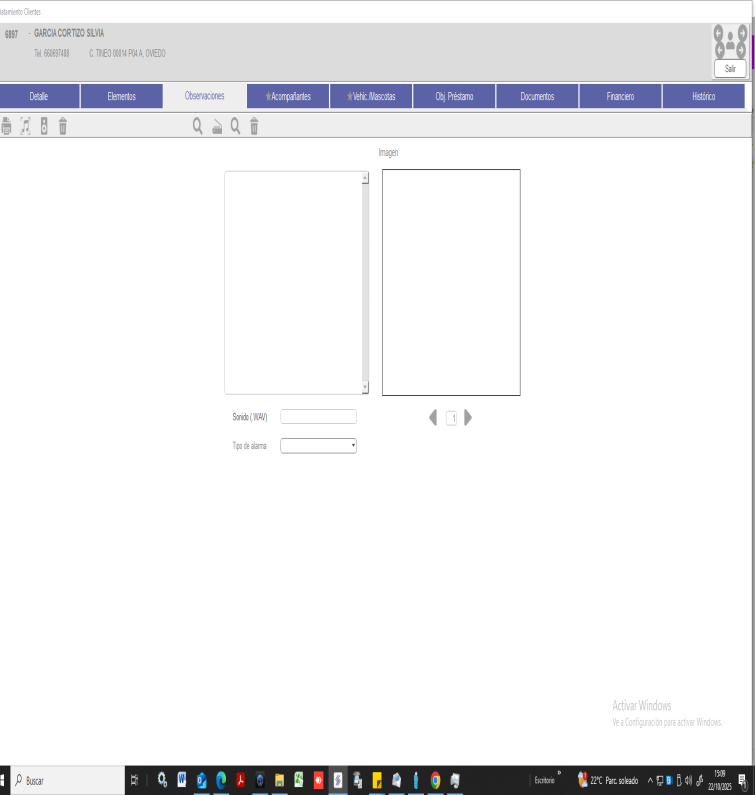 Tratamiento Clientes
6897 - GARCIA CORTIZO SILVIA
Tel. 660697488 C. TINEO 00014 P04 A, OVIEDO
Salir
Detalle Elementos Observaciones Acompañantes Vehíc./Mascotas Obj. Préstamo Documentos Financiero Histórico
Imagen
Sonido (.WAV)
1
Tipo de alarma
Activar Windows
Ve a Configuración para activar Windows.
Buscar
Escritorio
22°C Parc. soleado
15:09
22/10/2025